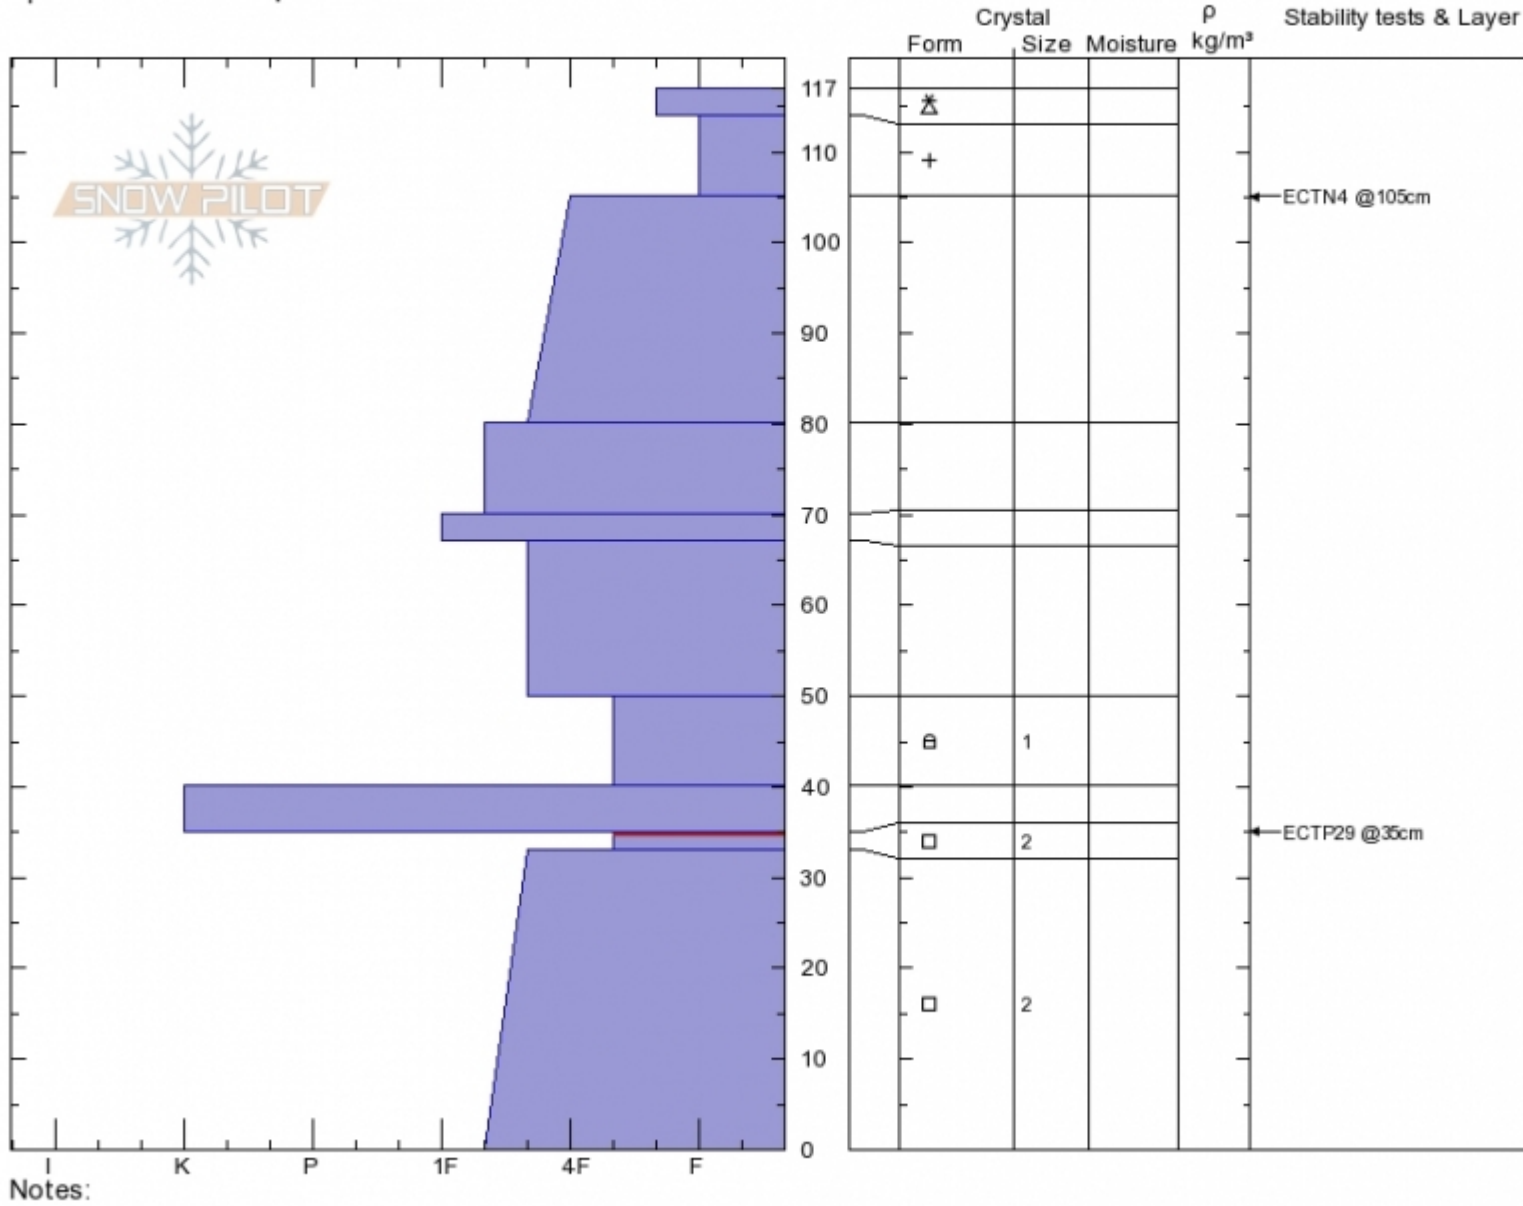 Crystal
ρ
Stability tests & Layer
Form
Size
Moisture
kg/m³
SNOW PILOT
117
110
ECTN4 @105cm
100
90
80
70
60
50
1
40
ECTP29 @35cm
2
30
20
2
10
0
I K P 1F 4F F
Notes: